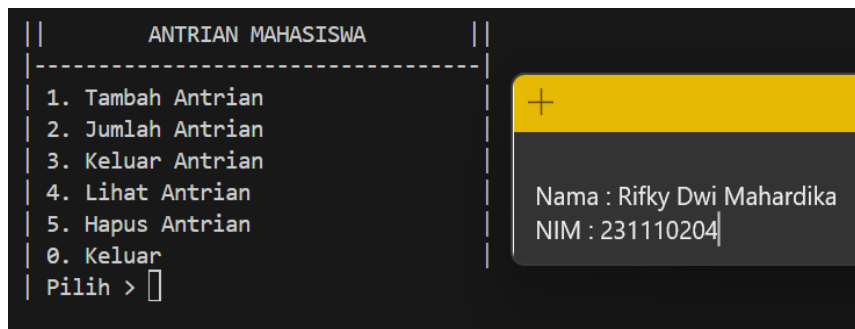 ||        ANTRIAN MAHASISWA        ||
|-----------------------------------|
| 1. Tambah Antrian                 |
| 2. Jumlah Antrian                 |
| 3. Keluar Antrian                 |
| 4. Lihat Antrian                  |
| 5. Hapus Antrian                  |
| 0. Keluar                         |
| Pilih >
Nama : Rifky Dwi Mahardika
NIM : 231110204